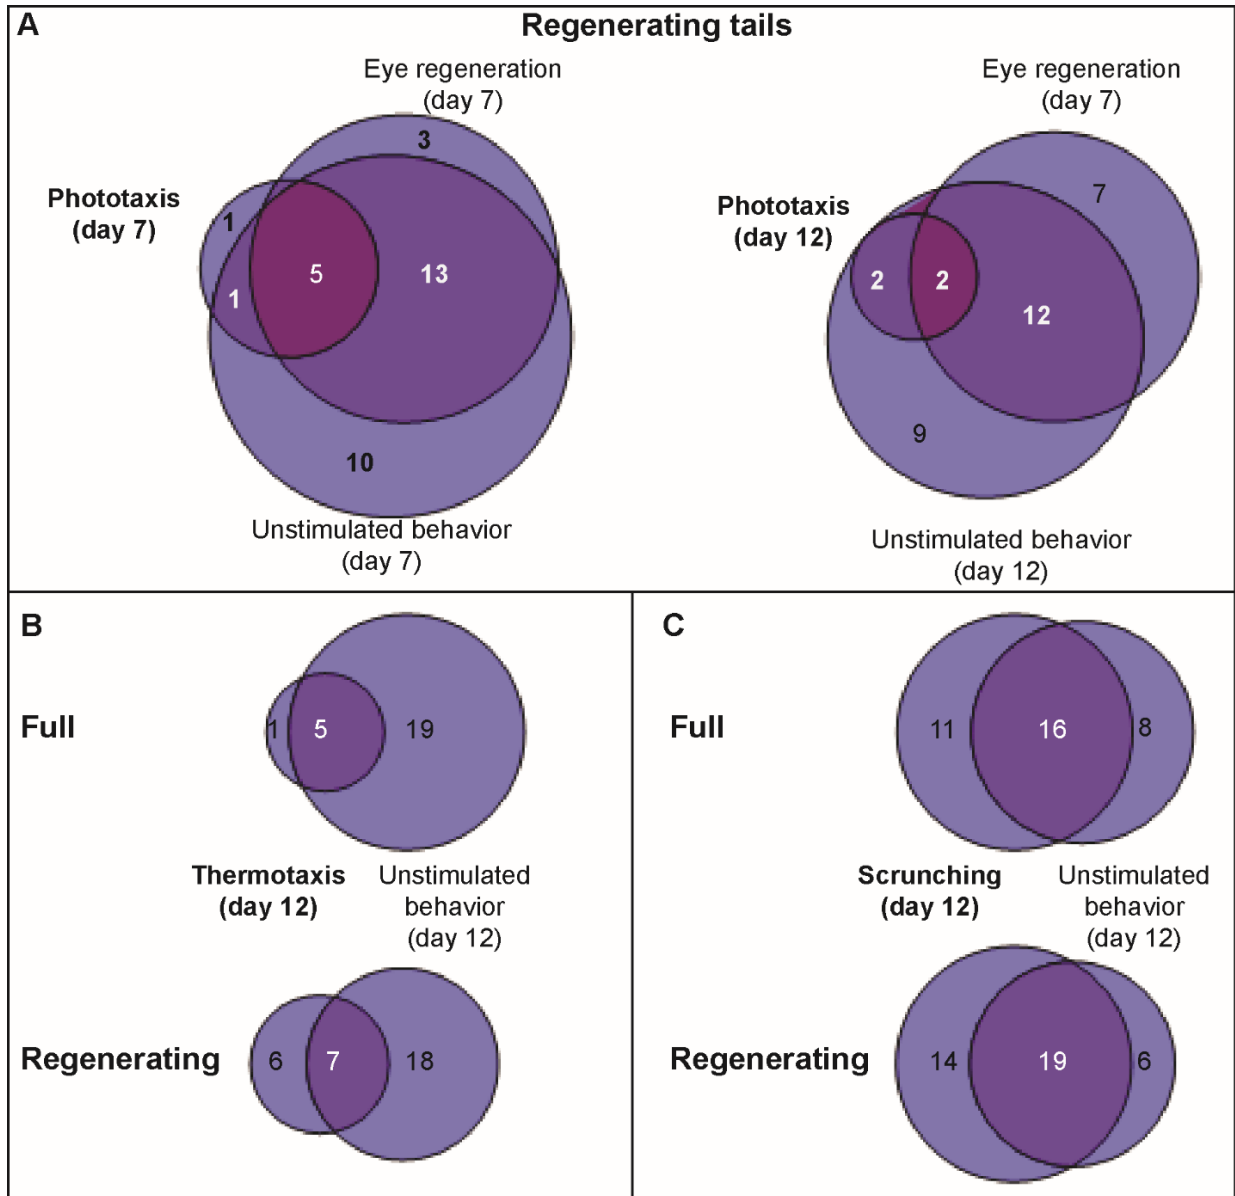 A
Regenerating tails
Eye regeneration
(day 7)
3
Phototaxis
(day 7)
1
5
13
1
10
Unstimulated behavior
(day 7)
Eye regeneration
(day 7)
7
Phototaxis
(day 12)
2
2
12
9
Unstimulated behavior
(day 12)
B
Full
1
5
19
Thermotaxis
(day 12)
Unstimulated
behavior
(day 12)
Regenerating
6
7
18
C
Full
11
16
8
Scrunching
(day 12)
Unstimulated
behavior
(day 12)
Regenerating
14
19
6